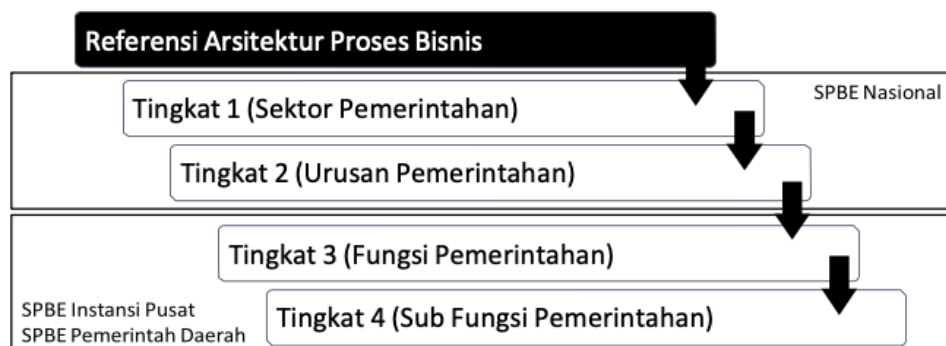 Referensi Arsitektur Proses Bisnis
SPBE Nasional
Tingkat 1 (Sektor Pemerintahan)
Tingkat 2 (Urusan Pemerintahan)
Tingkat 3 (Fungsi Pemerintahan)
SPBE Instansi Pusat
SPBE Pemerintah Daerah
Tingkat 4 (Sub Fungsi Pemerintahan)